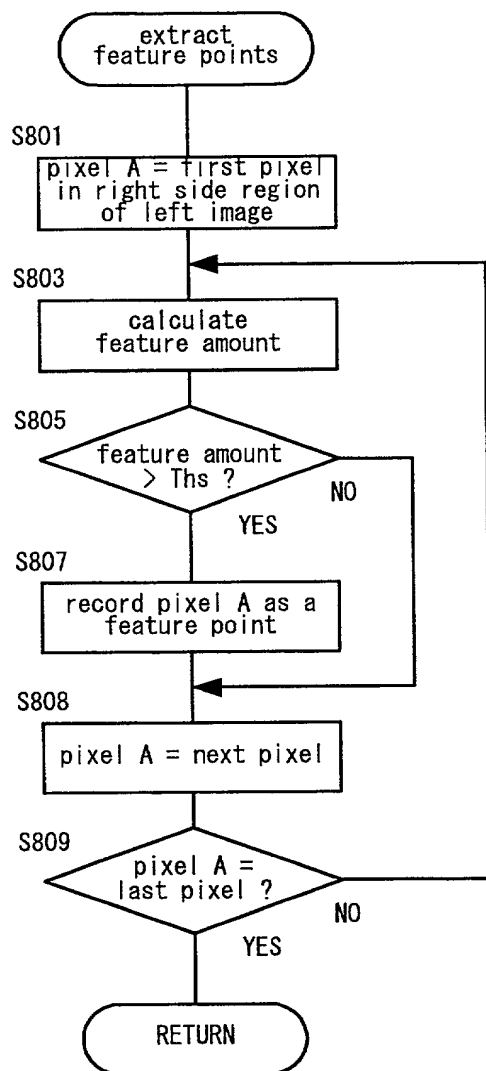 extract
feature points
S801
pixel A = first pixel
in right side region
of left image
S803
calculate
feature amount
S805
feature amount
> Ths ?
NO
YES
S807
record pixel A as a
feature point
S808
pixel A = next pixel
S809
pixel A =
last pixel ?
NO
YES
RETURN